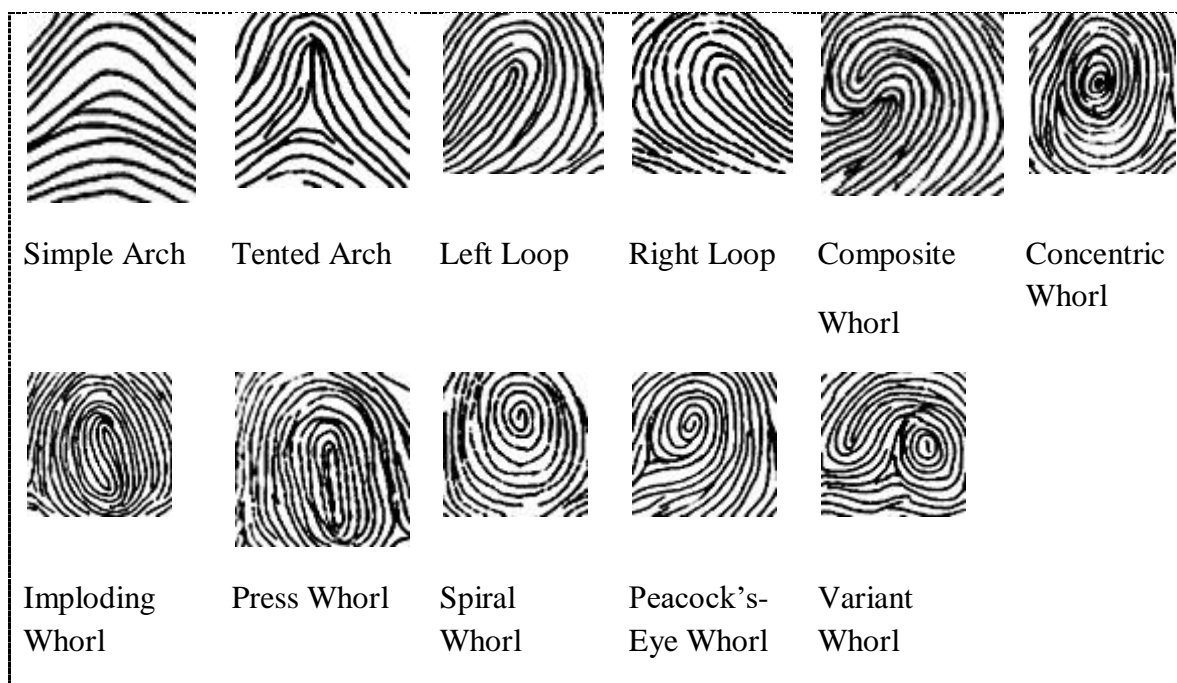 Simple Arch
Tented Arch
Left Loop
Right Loop
Composite
Whorl
Concentric
Whorl
Imploding
Whorl
Press Whorl
Spiral
Whorl
Peacock’s-
Eye Whorl
Variant
Whorl